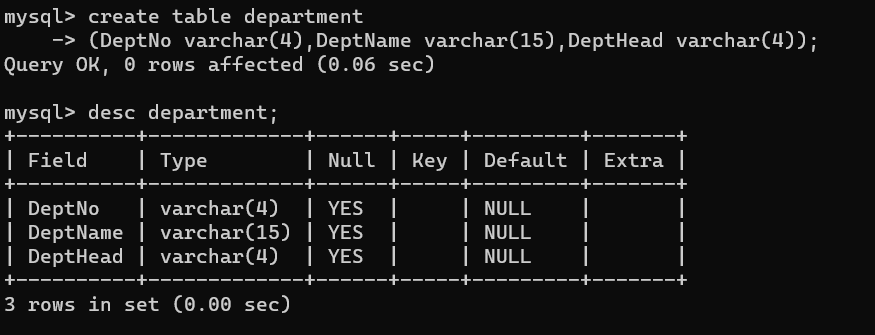 mysql> create table department
    -> (DeptNo varchar(4),DeptName varchar(15),DeptHead varchar(4));
Query OK, 0 rows affected (0.06 sec)

mysql> desc department;
+----------+-------------+------+-----+---------+-------+
| Field    | Type        | Null | Key | Default | Extra |
+----------+-------------+------+-----+---------+-------+
| DeptNo   | varchar(4)  | YES  |     | NULL    |       |
| DeptName | varchar(15) | YES  |     | NULL    |       |
| DeptHead | varchar(4)  | YES  |     | NULL    |       |
+----------+-------------+------+-----+---------+-------+
3 rows in set (0.00 sec)